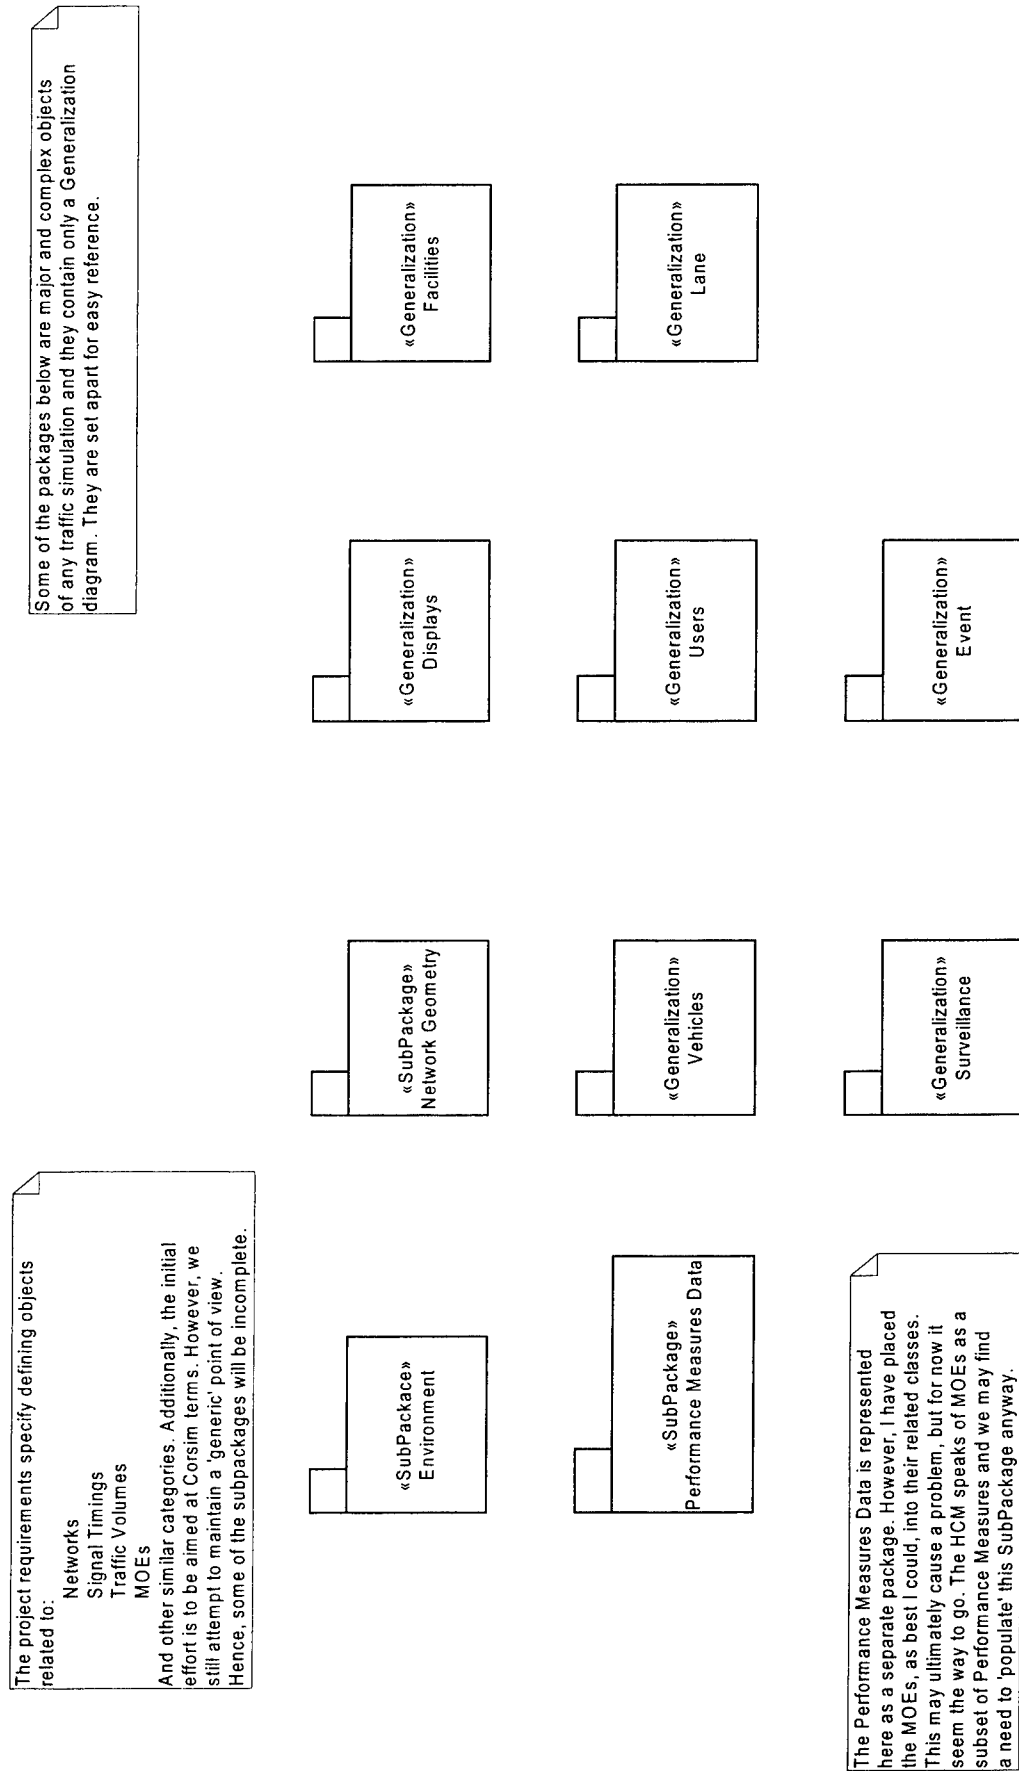 The project requirements specify defining objects
related to:
Networks
Signal Timings
Traffic Volumes
MOEs
And other similar categories. Additionally, the initial
effort is to be aimed at Corsim terms. However, we
still attempt to maintain a 'generic' point of view.
Hence, some of the subpackages will be incomplete.
Some of the packages below are major and complex objects
of any traffic simulation and they contain only a Generalization
diagram. They are set apart for easy reference.
«SubPackace»
Environment
«SubPackage»
Network Geometry
«Generalization»
Displays
«Generalization»
Facilities
«SubPackage»
Performance Measures Data
«Generalization»
Vehicles
«Generalization»
Users
«Generalization»
Lane
The Performance Measures Data is represented
here as a separate package. However, I have placed
the MOEs, as best I could, into their related classes.
This may ultimately cause a problem, but for now it
seem the way to go. The HCM speaks of MOEs as a
subset of Performance Measures and we may find
a need to 'populate' this SubPackage anyway.
«Generalization»
Surveillance
«Generalization»
Event